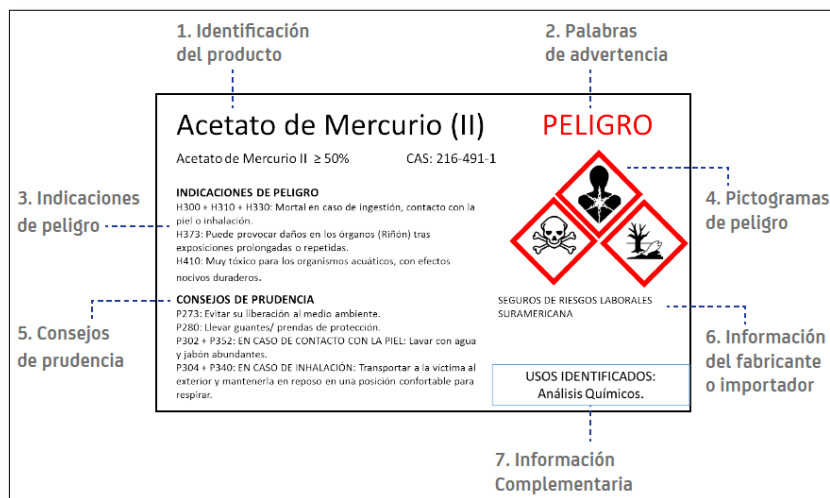 1. Identificación
del producto
2. Palabras
de advertencia
Acetato de Mercurio (II)
PELIGRO
Acetato de Mercurio II ≥ 50%
CAS: 216-491-1
3. Indicaciones
de peligro
INDICACIONES DE PELIGRO
H300 + H310 + H330: Mortal en caso de ingestión, contacto con la
piel o inhalación.
H373: Puede provocar daños en los órganos (Riñón) tras
exposiciones prolongadas o repetidas.
H410: Muy tóxico para los organismos acuáticos, con efectos
nocivos duraderos.
4. Pictogramas
de peligro
5. Consejos
de prudencia
CONSEJOS DE PRUDENCIA
P273: Evitar su liberación al medio ambiente.
P280: Llevar guantes/ prendas de protección.
P302 + P352: EN CASO DE CONTACTO CON LA PIEL: Lavar con agua
y jabón abundantes.
P304 + P340: EN CASO DE INHALACIÓN: Transportar a la víctima al
exterior y mantenerla en reposo en una posición confortable para
respirar.
SEGUROS DE RIESGOS LABORALES
SURAMERICANA
6. Información
del fabricante
o importador
USOS IDENTIFICADOS:
Análisis Químicos.
7. Información
Complementaria